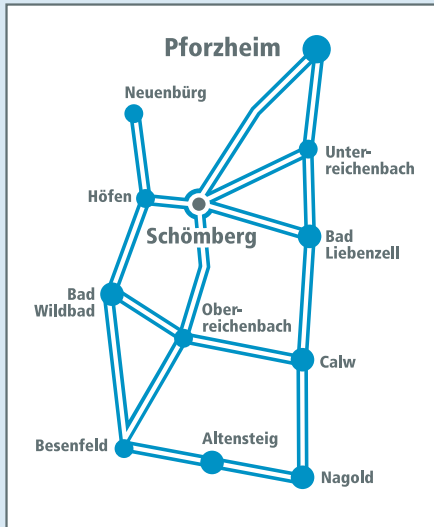 Pforzheim
Neuenbürg
Unter-
reichenbach
Höfen
Schömberg
Bad
Liebenzell
Bad
Wildbad
Ober-
reichenbach
Calw
Besenfeld
Altensteig
Nagold